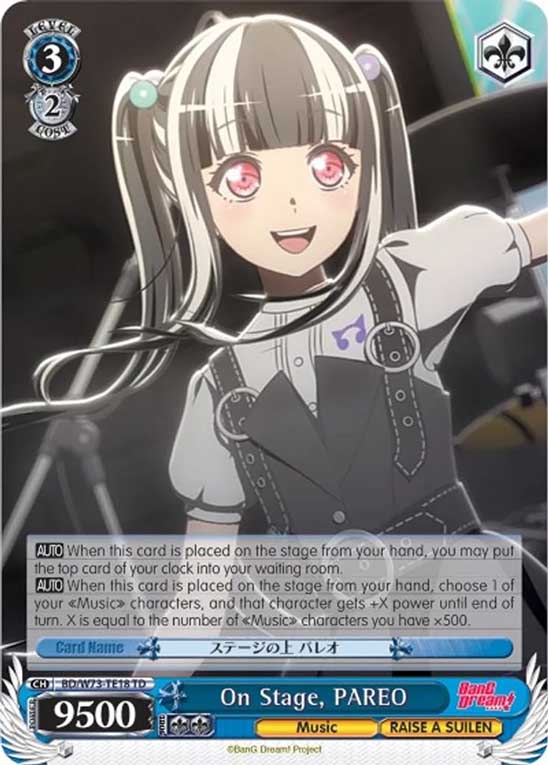 LEVEL
3
2
COST
AUTO When this card is placed on the stage from your hand, you may put
the top card of your clock into your waiting room.
AUTO When this card is placed on the stage from your hand, choose 1 of
your «Music» characters, and that character gets +X power until end of
turn. X is equal to the number of «Music» characters you have ×500.
Card Name ステージの上 パレオ
CH BD/W73-TE18 TD
On Stage, PAREO
BanG Dream!
POWER 9500 SOUL Music RAISE A SUILEN
©BanG Dream! Project